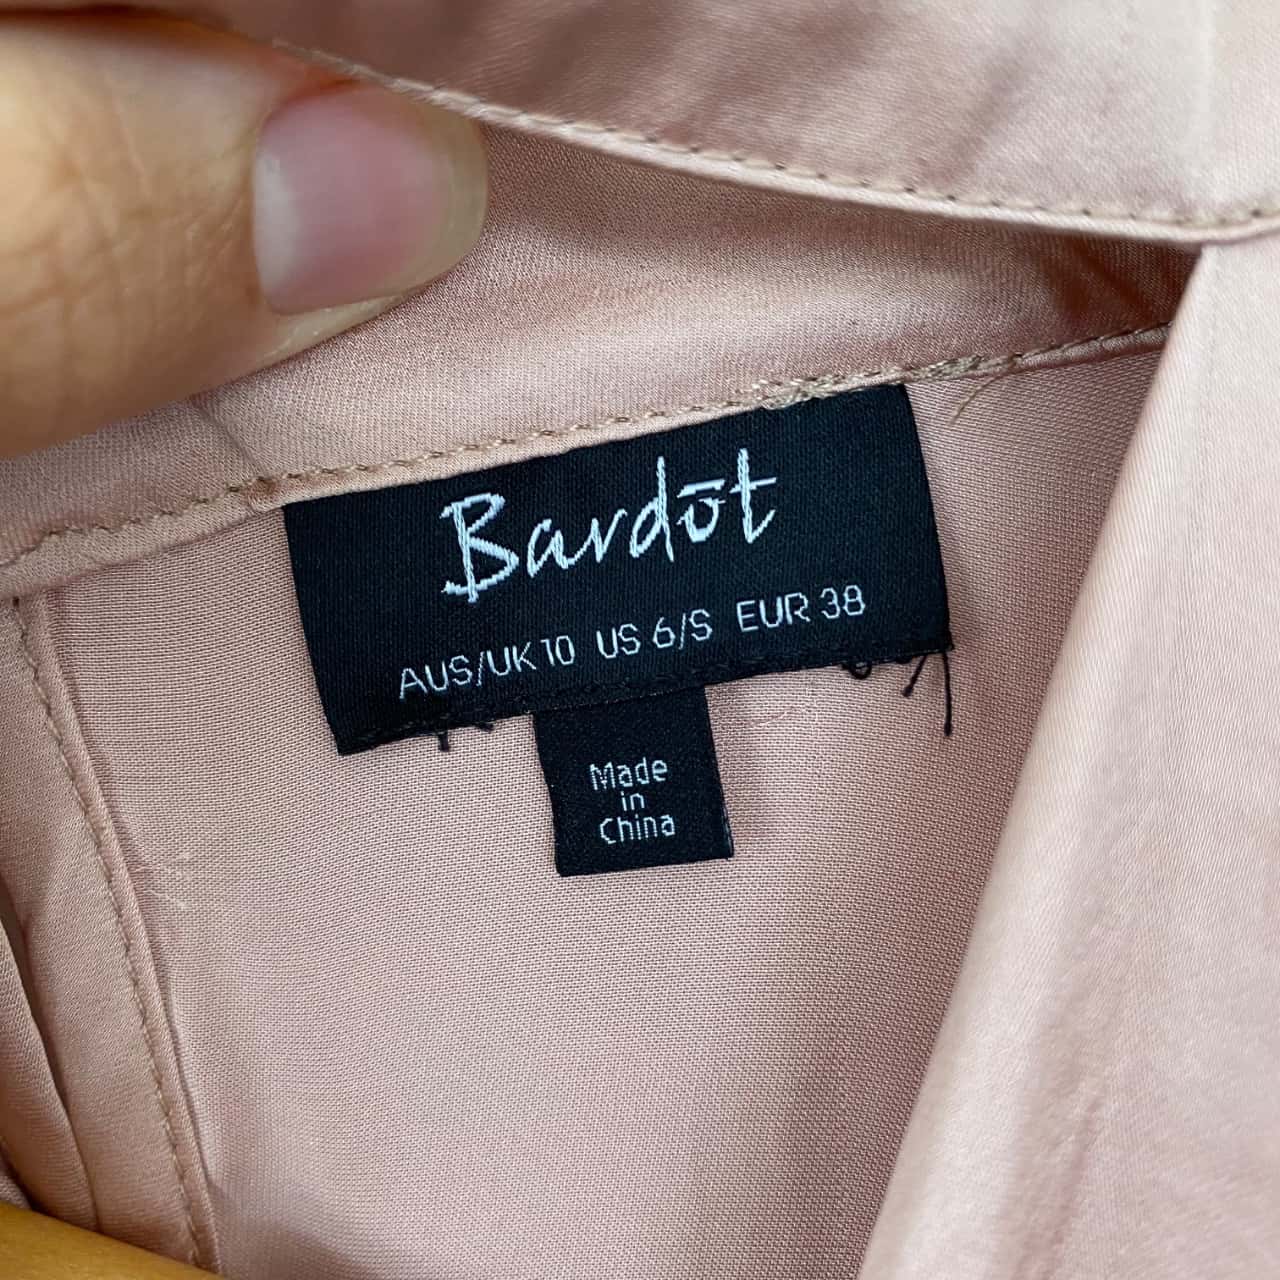 Bardōt
AUS/UK 10 US 6/S EUR 38
Made
in
China